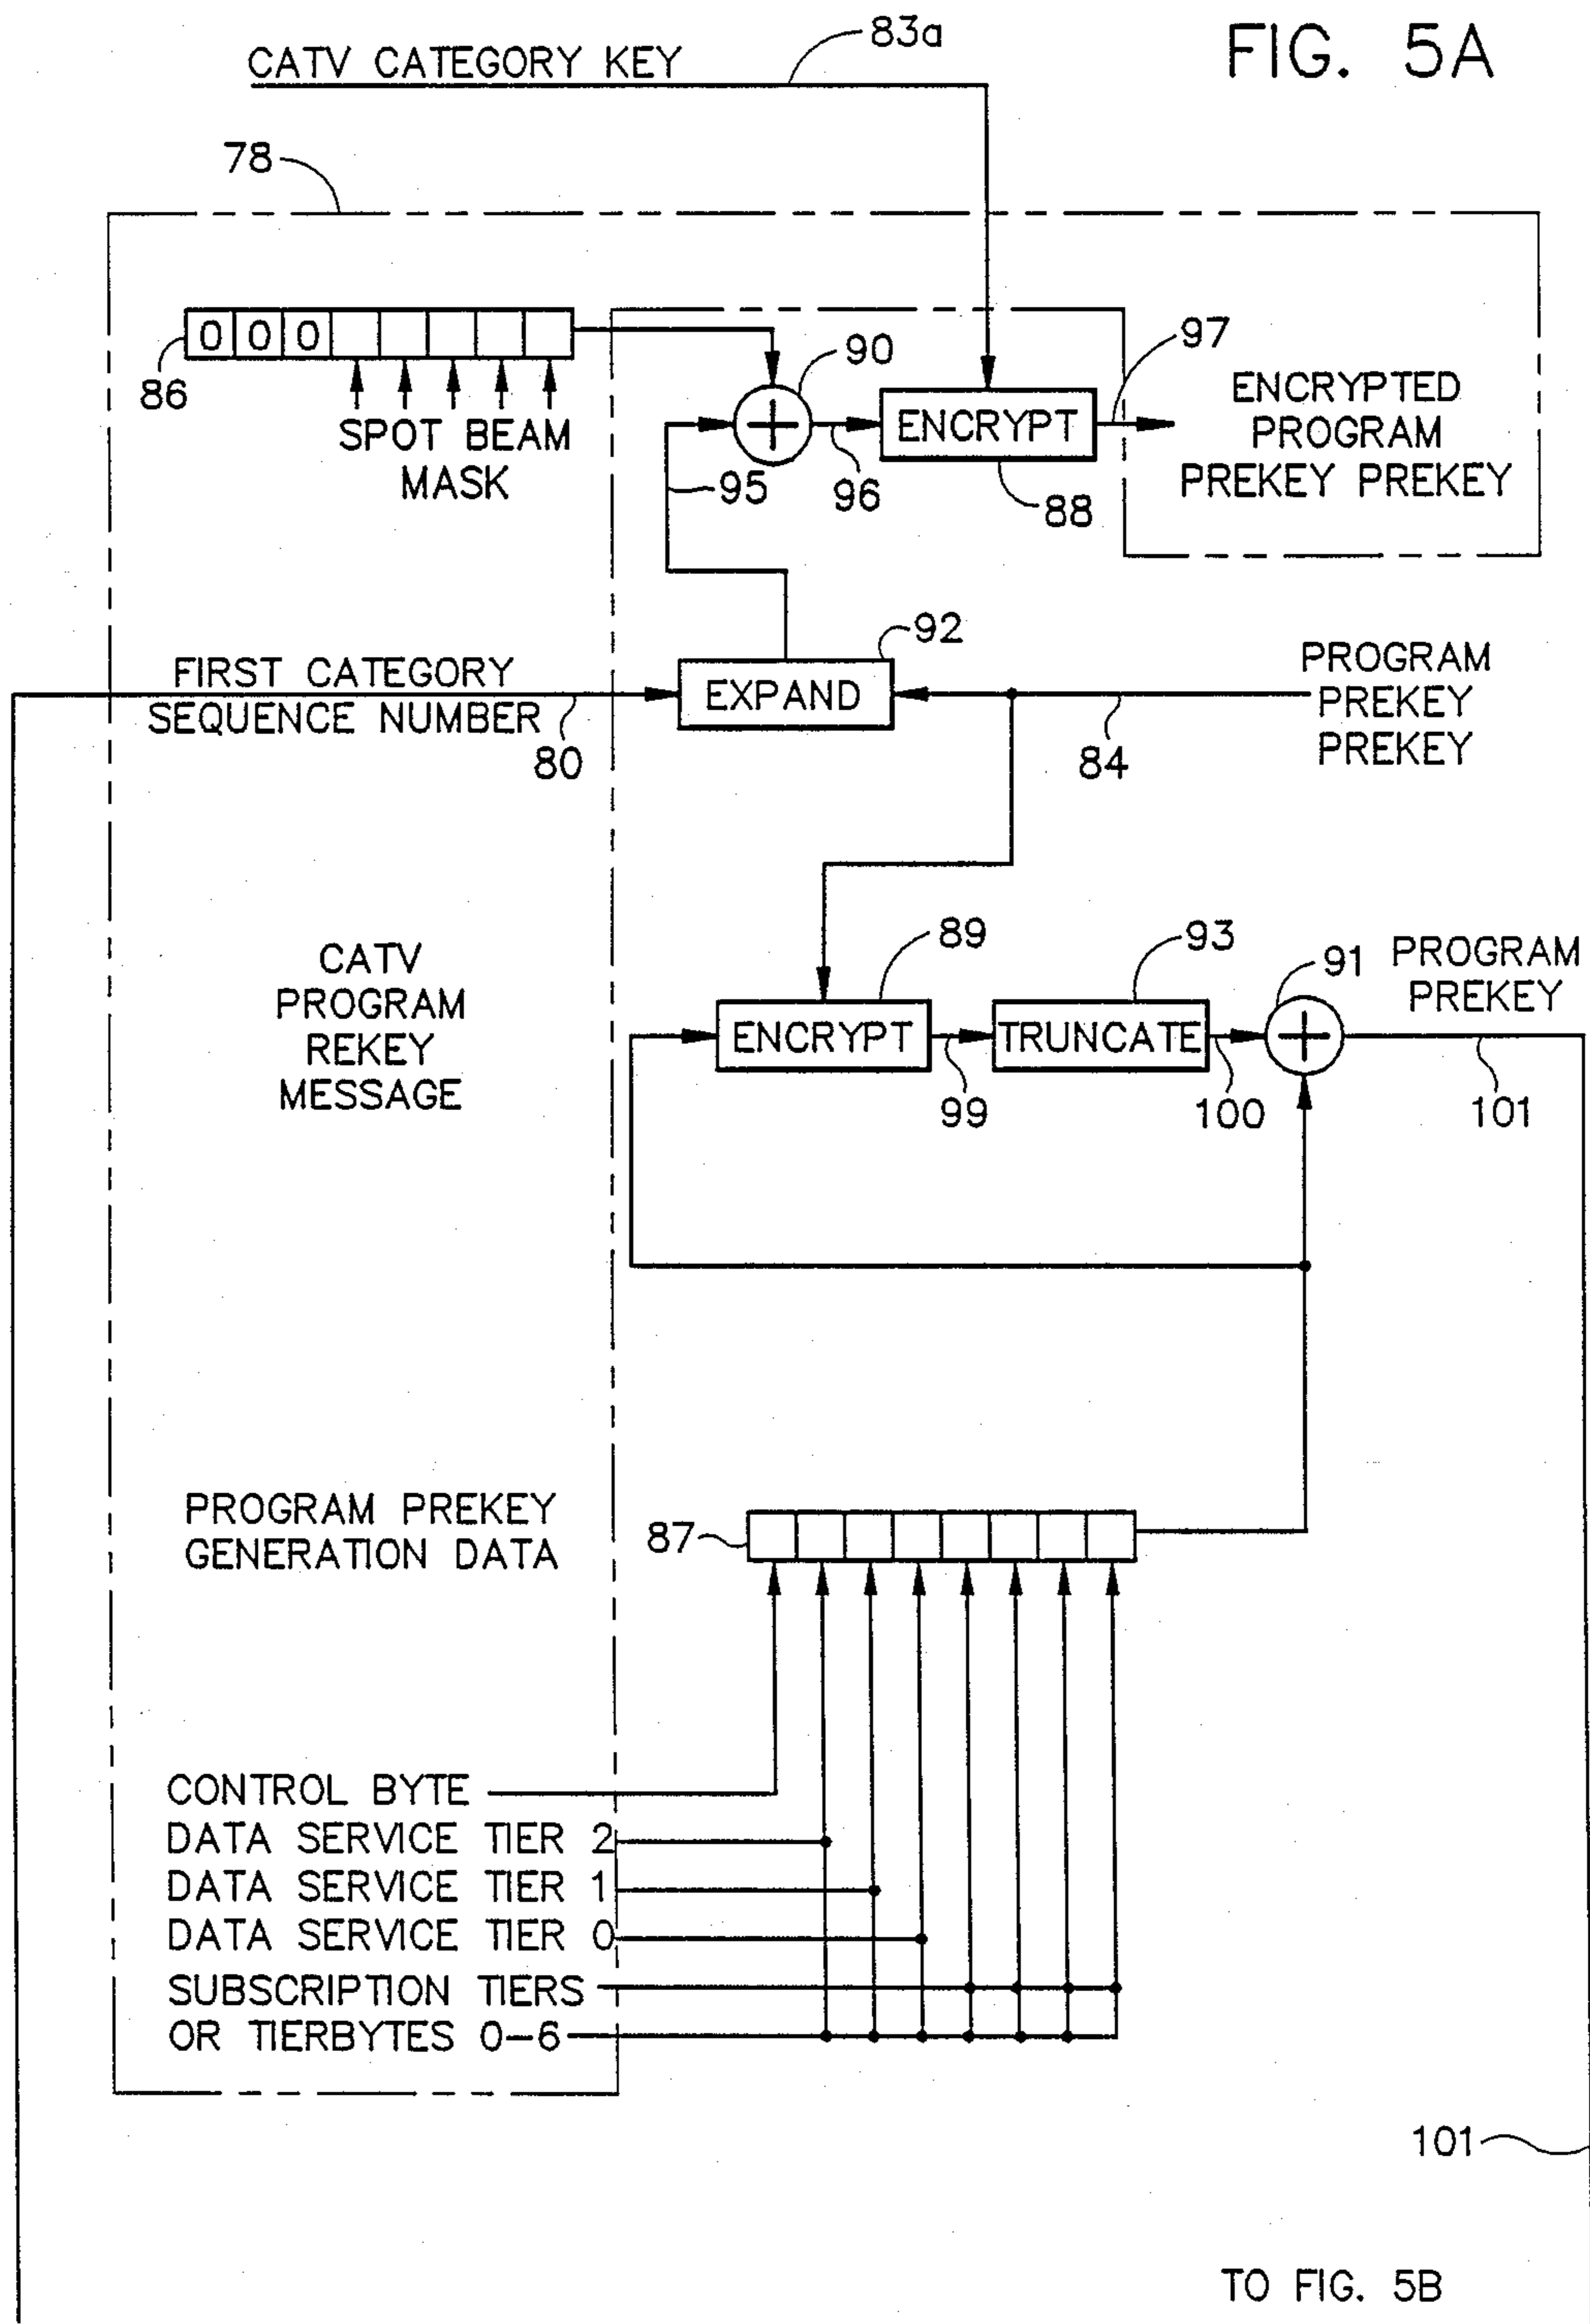 FIG. 5A
CATV CATEGORY KEY
83a
78
0 0 0
86
SPOT BEAM
MASK
90
97
ENCRYPT
ENCRYPTED
PROGRAM
PREKEY PREKEY
95
96
88
92
FIRST CATEGORY
SEQUENCE NUMBER
80
EXPAND
84
PROGRAM
PREKEY
PREKEY
CATV
PROGRAM
REKEY
MESSAGE
89
93
91
PROGRAM
PREKEY
ENCRYPT
TRUNCATE
99
100
101
PROGRAM PREKEY
GENERATION DATA
87
CONTROL BYTE
DATA SERVICE TIER 2
DATA SERVICE TIER 1
DATA SERVICE TIER 0
SUBSCRIPTION TIERS
OR TIERBYTES 0-6
101
TO FIG. 5B